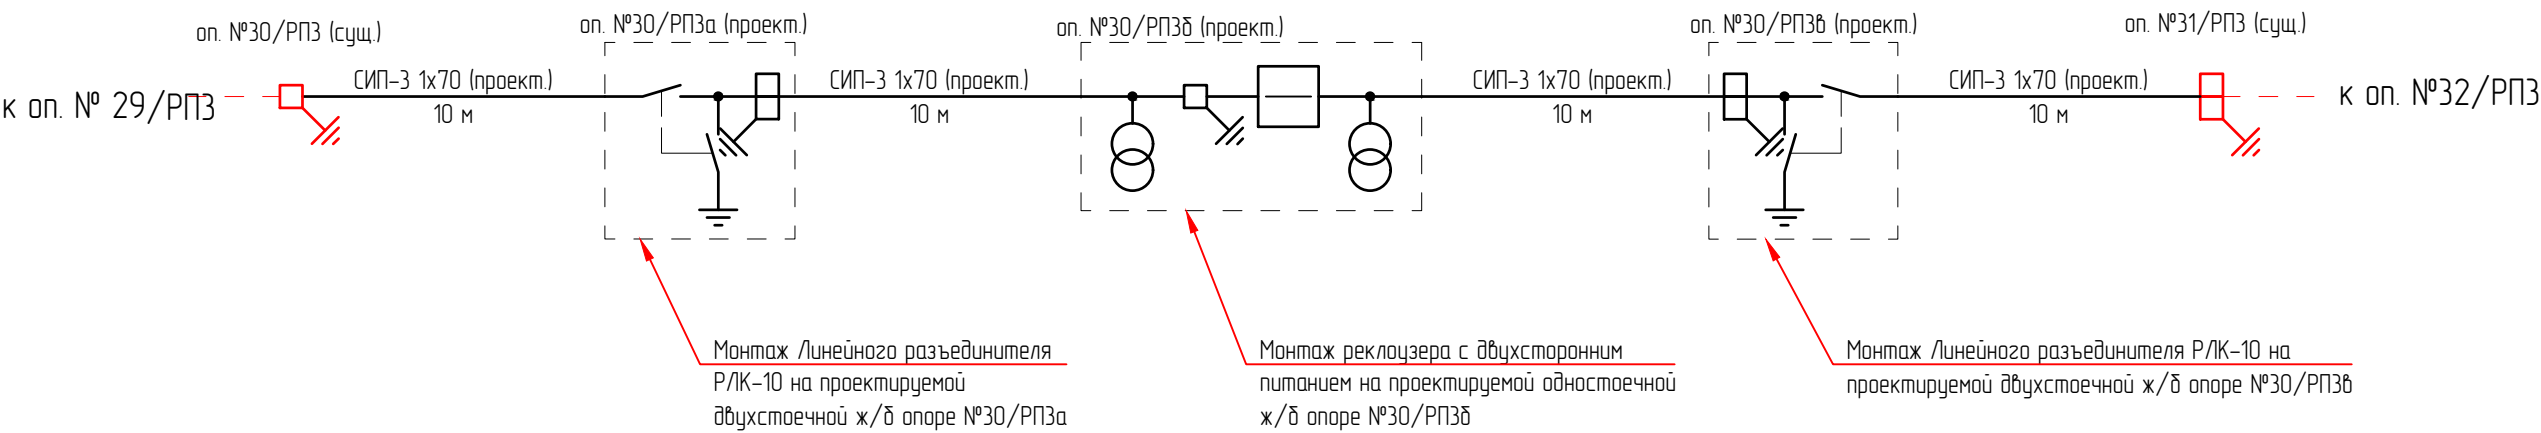 оп. №30/РП3 (сущ.)
оп. №30/РП3а (проект.)
оп. №30/РП3б (проект.)
оп. №30/РП3в (проект.)
оп. №31/РП3 (сущ.)
к оп. № 29/РП3
СИП-3 1х70 (проект.)
10 м
СИП-3 1х70 (проект.)
10 м
СИП-3 1х70 (проект.)
10 м
СИП-3 1х70 (проект.)
10 м
к оп. №32/РП3
Монтаж Линейного разъединителя
РЛК-10 на проектируемой
двухстоечной ж/б опоре №30/РП3а
Монтаж реклоузера с двухсторонним
питанием на проектируемой одностоечной
ж/б опоре №30/РП3б
Монтаж Линейного разъединителя РЛК-10 на
проектируемой двухстоечной ж/б опоре №30/РП3в